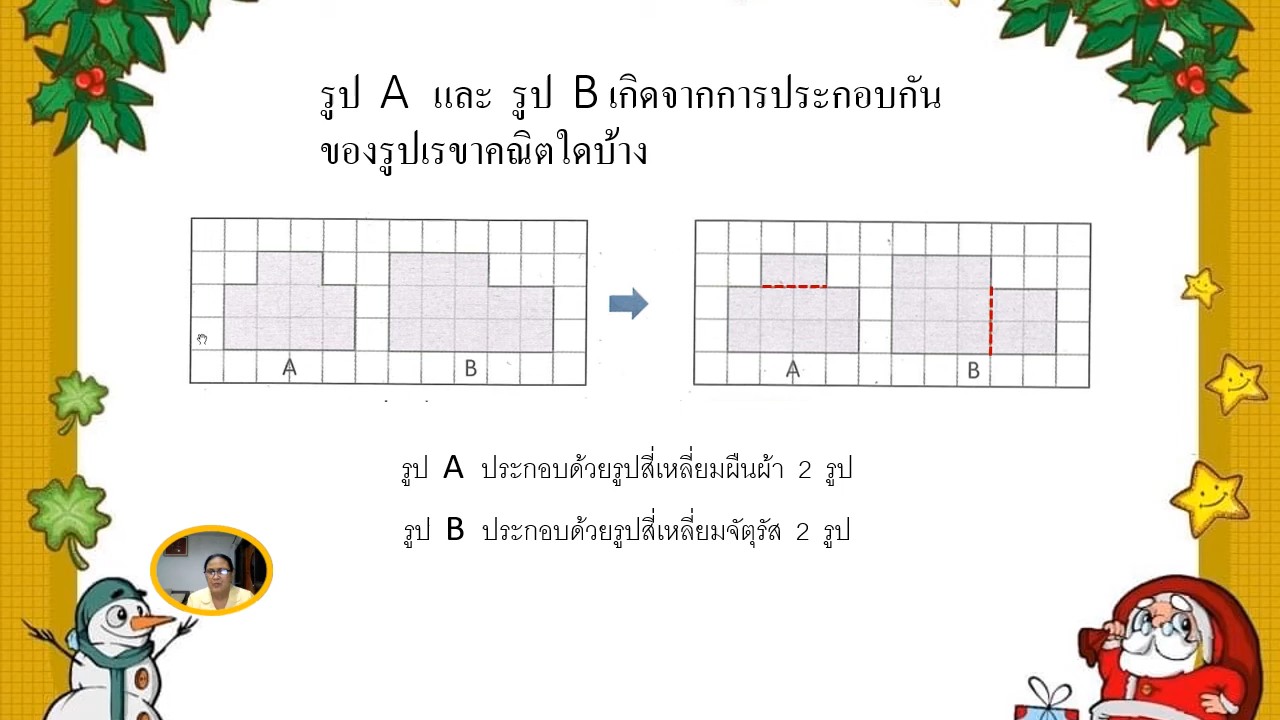 รูป A และ รูป B เกิดจากการประกอบกัน
ของรูปเรขาคณิตใดบ้าง
A B
A B
รูป A ประกอบด้วยรูปสี่เหลี่ยมผืนผ้า 2 รูป
รูป B ประกอบด้วยรูปสี่เหลี่ยมจัตุรัส 2 รูป